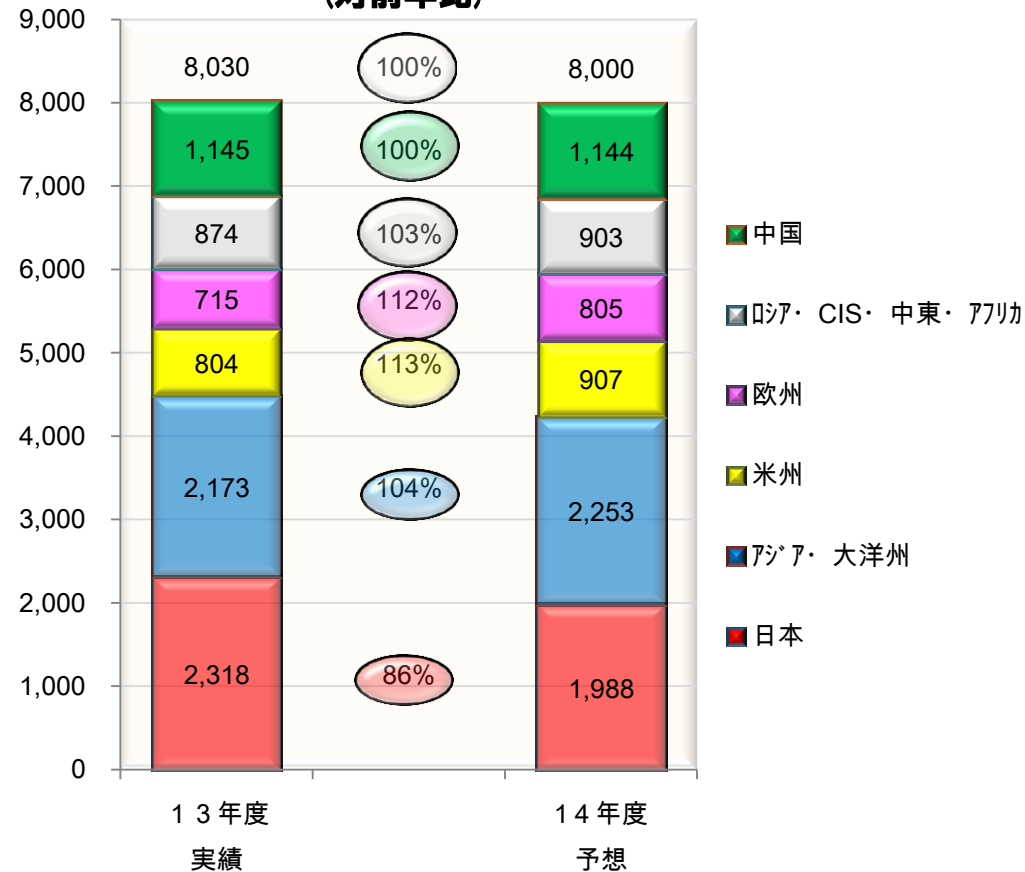 (対前年比)
9,000
8,000
7,000
6,000
5,000
4,000
3,000
2,000
1,000
0
8,030
100%
8,000
1,145
100%
1,144
874
103%
903
715
112%
805
804
113%
907
2,173
104%
2,253
2,318
86%
1,988
13年度
実績
14年度
予想
中国
ﾛｼｱ・ CIS・ 中東・ ｱﾌﾘｶ
欧州
米州
ｱｼﾞｱ・ 大洋州
日本